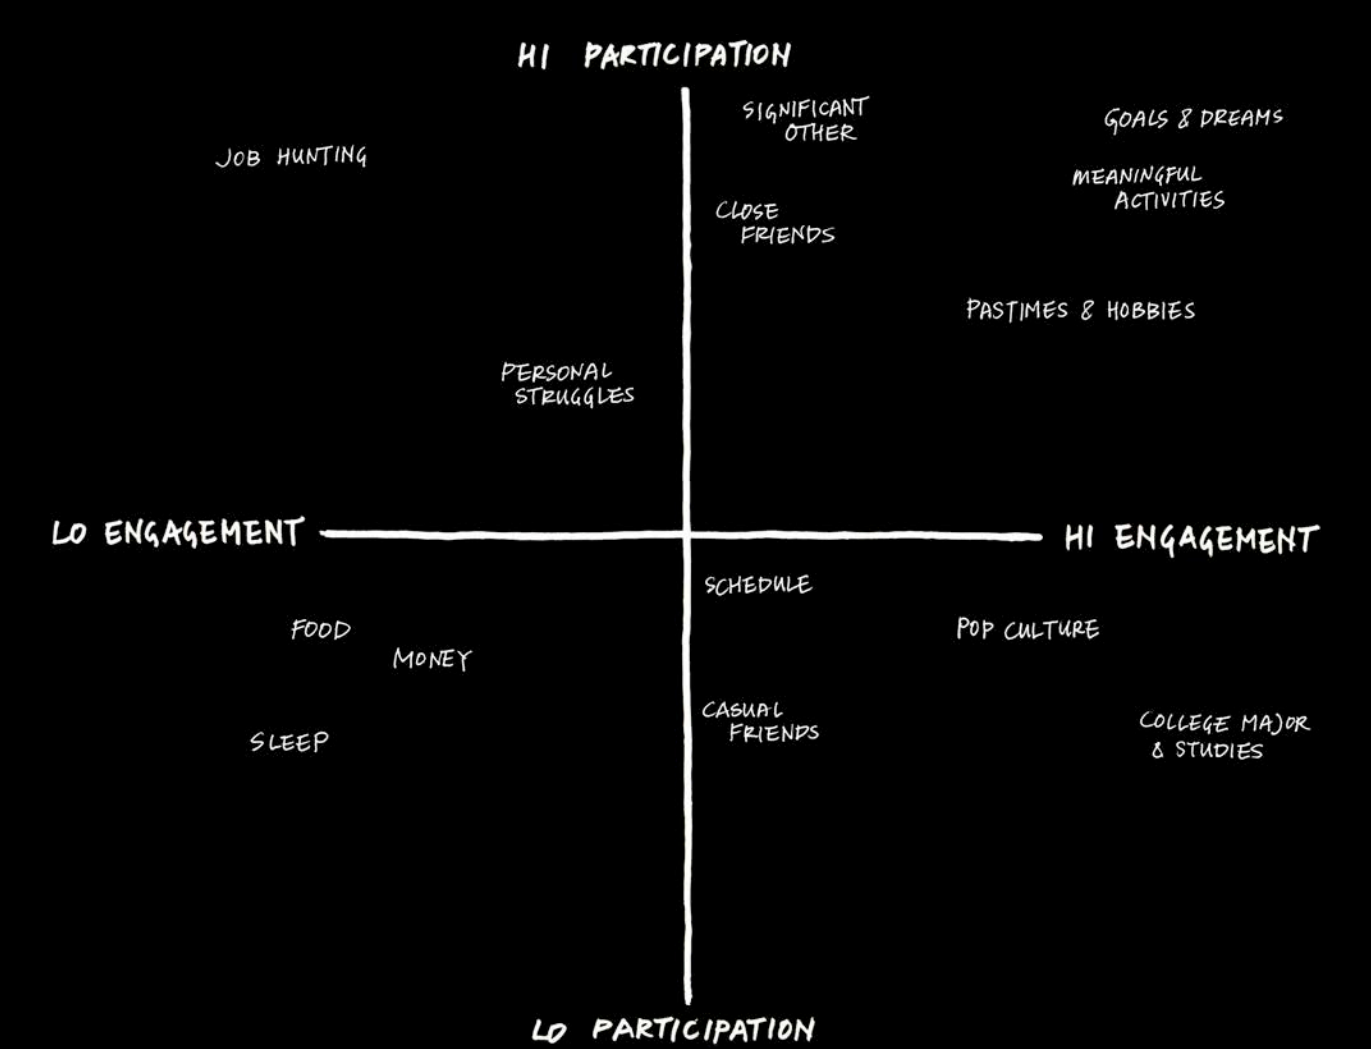 HI PARTICIPATION
SIGNIFICANT
OTHER
GOALS & DREAMS
JOB HUNTING
MEANINGFUL
ACTIVITIES
CLOSE
FRIENDS
PASTIMES & HOBBIES
PERSONAL
STRUGGLES
LO ENGAGEMENT
HI ENGAGEMENT
SCHEDULE
FOOD
POP CULTURE
MONEY
CASUAL
FRIENDS
COLLEGE MAJOR
& STUDIES
SLEEP
LO PARTICIPATION